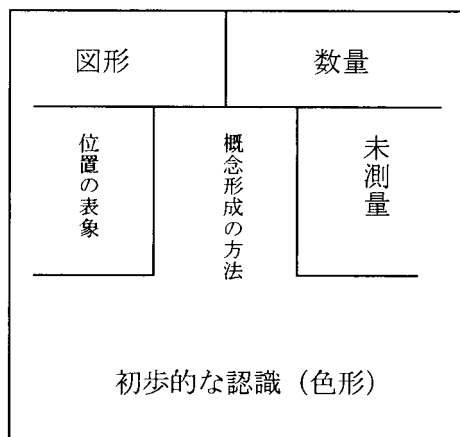 図形
数量
位置の表象
概念形成の方法
未測量
初歩的な認識（色形）